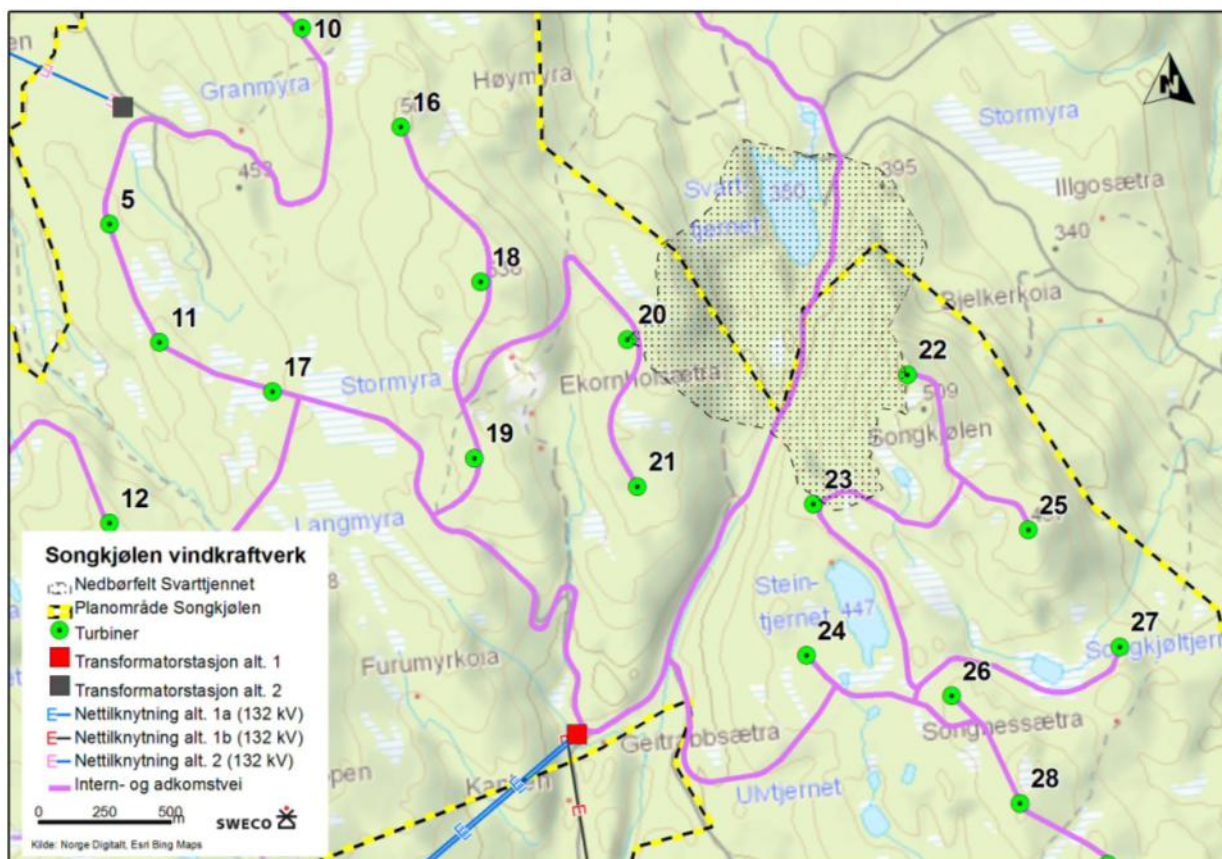 en
10
Granmyra
16
Høymyra
N
Stormyra
453
Svart-
tjernet
360
395
Illgosætra
5
18
340
Bjelkerkoia
11
20
22
17
Stormyra
Ekornholsætra
509
Songkjølen
19
21
23
25
12
Langmyra
Stein-
tjernet 447
24
27
Furumyrkoia
26
Songkjøltjern
Songnessætra
Geitrabbsætra
Ulvtjernet
28
pen
E
E
E
Songkjølen vindkraftverk
Nedbørfelt Svarttjennet
Planområde Songkjølen
Turbiner
Transformatorstasjon alt. 1
Transformatorstasjon alt. 2
E Nettilknytning alt. 1a (132 kV)
E Nettilknytning alt. 1b (132 kV)
E Nettilknytning alt. 2 (132 kV)
Intern- og adkomstvei
0 250 500
m
SWECO
Kilde: Norge Digitalt, Esri Bing Maps